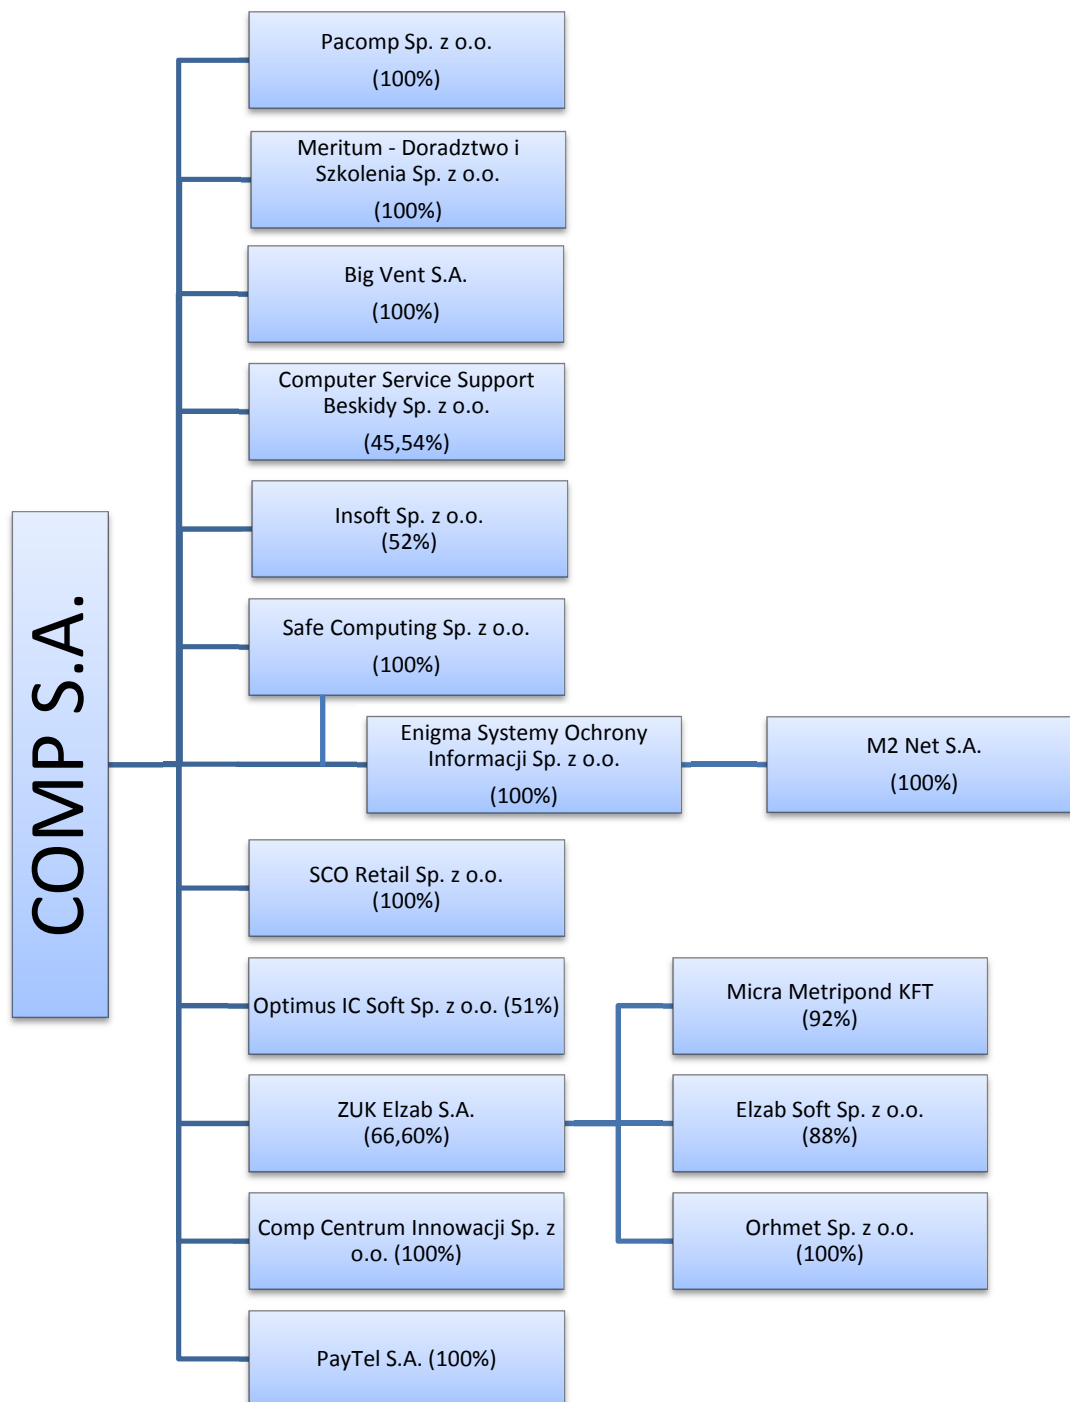 COMP S.A.
Pacomp Sp. z o.o.
(100%)
Meritum - Doradztwo i
Szkolenia Sp. z o.o.
(100%)
Big Vent S.A.
(100%)
Computer Service Support
Beskidy Sp. z o.o.
(45,54%)
Insoft Sp. z o.o.
(52%)
Safe Computing Sp. z o.o.
(100%)
Enigma Systemy Ochrony
Informacji Sp. z o.o.
(100%)
M2 Net S.A.
(100%)
SCO Retail Sp. z o.o.
(100%)
Optimus IC Soft Sp. z o.o. (51%)
ZUK Elzab S.A.
(66,60%)
Micra Metripond KFT
(92%)
Elzab Soft Sp. z o.o.
(88%)
Orhmet Sp. z o.o.
(100%)
Comp Centrum Innowacji Sp. z
o.o. (100%)
PayTel S.A. (100%)